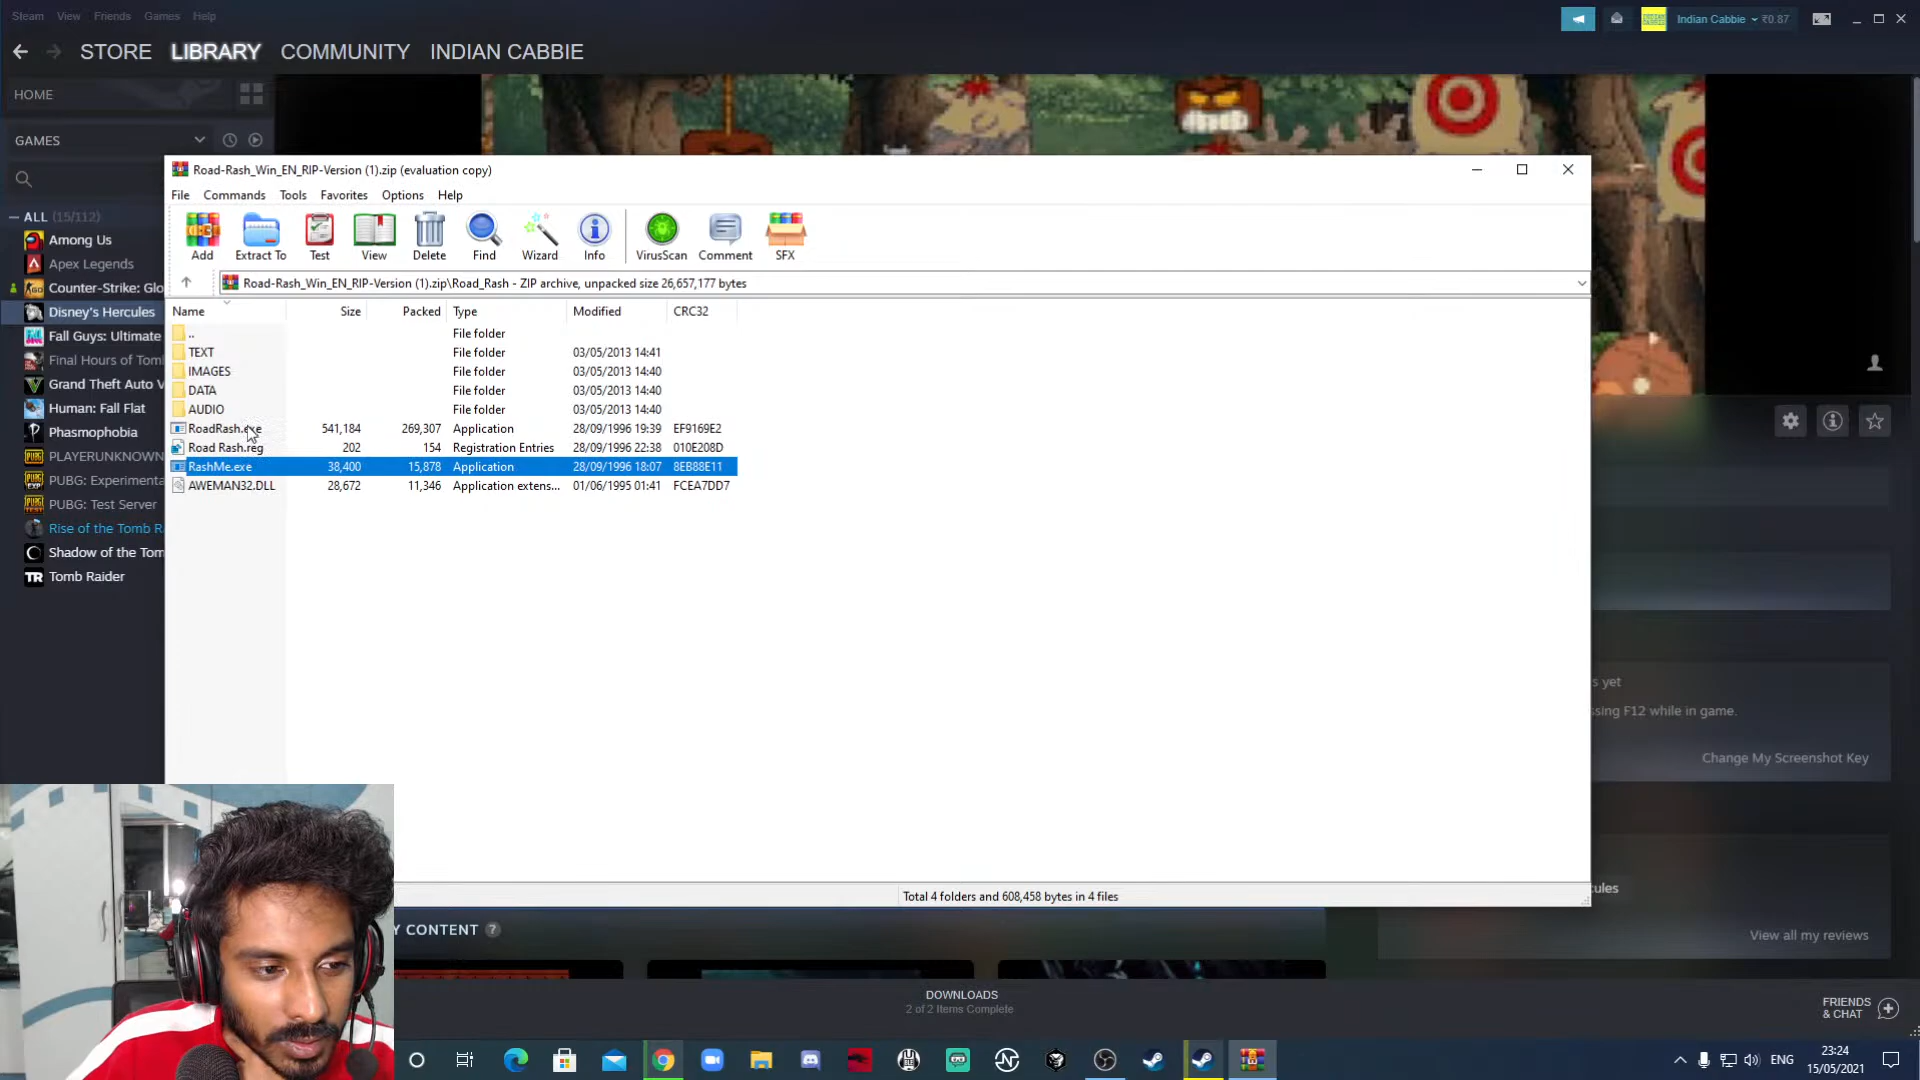 Steam View Friends Games Help
Indian Cabbie ₹0.87
STORE LIBRARY COMMUNITY INDIAN CABBIE
HOME
GAMES
ALL (15/112)
Among Us
Apex Legends
Counter-Strike: Glo
Disney's Hercules
Fall Guys: Ultimate
Final Hours of Tomb
Grand Theft Auto V
Human: Fall Flat
Phasmophobia
PLAYERUNKNOWN
PUBG: Experimenta
PUBG: Test Server
Rise of the Tomb Ra
Shadow of the Tom
Tomb Raider
Road-Rash_Win_EN_RIP-Version (1).zip (evaluation copy)
File Commands Tools Favorites Options Help
Add Extract To Test View Delete Find Wizard Info VirusScan Comment SFX
Road-Rash_Win_EN_RIP-Version (1).zip\Road_Rash - ZIP archive, unpacked size 26,657,177 bytes
Name Size Packed Type Modified CRC32
.. File folder
TEXT File folder 03/05/2013 14:41
IMAGES File folder 03/05/2013 14:40
DATA File folder 03/05/2013 14:40
AUDIO File folder 03/05/2013 14:40
RoadRash.exe 541,184 269,307 Application 28/09/1996 19:39 EF9169E2
Road Rash.reg 202 154 Registration Entries 28/09/1996 22:38 010E208D
RashMe.exe 38,400 15,878 Application 28/09/1996 18:07 8EB88E11
AWEMAN32.DLL 28,672 11,346 Application extens... 01/06/1995 01:41 FCEA7DD7
Total 4 folders and 608,458 bytes in 4 files
s yet
ssing F12 while in game.
Change My Screenshot Key
cules
View all my reviews
Y CONTENT ?
DOWNLOADS
2 of 2 Items Complete
FRIENDS
& CHAT
ENG
23:24
15/05/2021